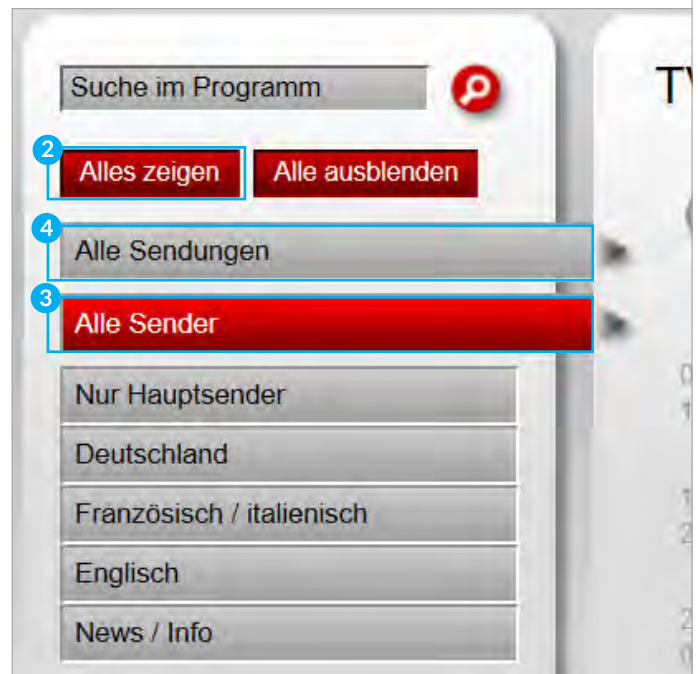 Suche im Programm
TV
2
Alles zeigen Alle ausblenden
4
Alle Sendungen
3
Alle Sender
Nur Hauptsender
Deutschland
Französisch / italienisch
Englisch
News / Info